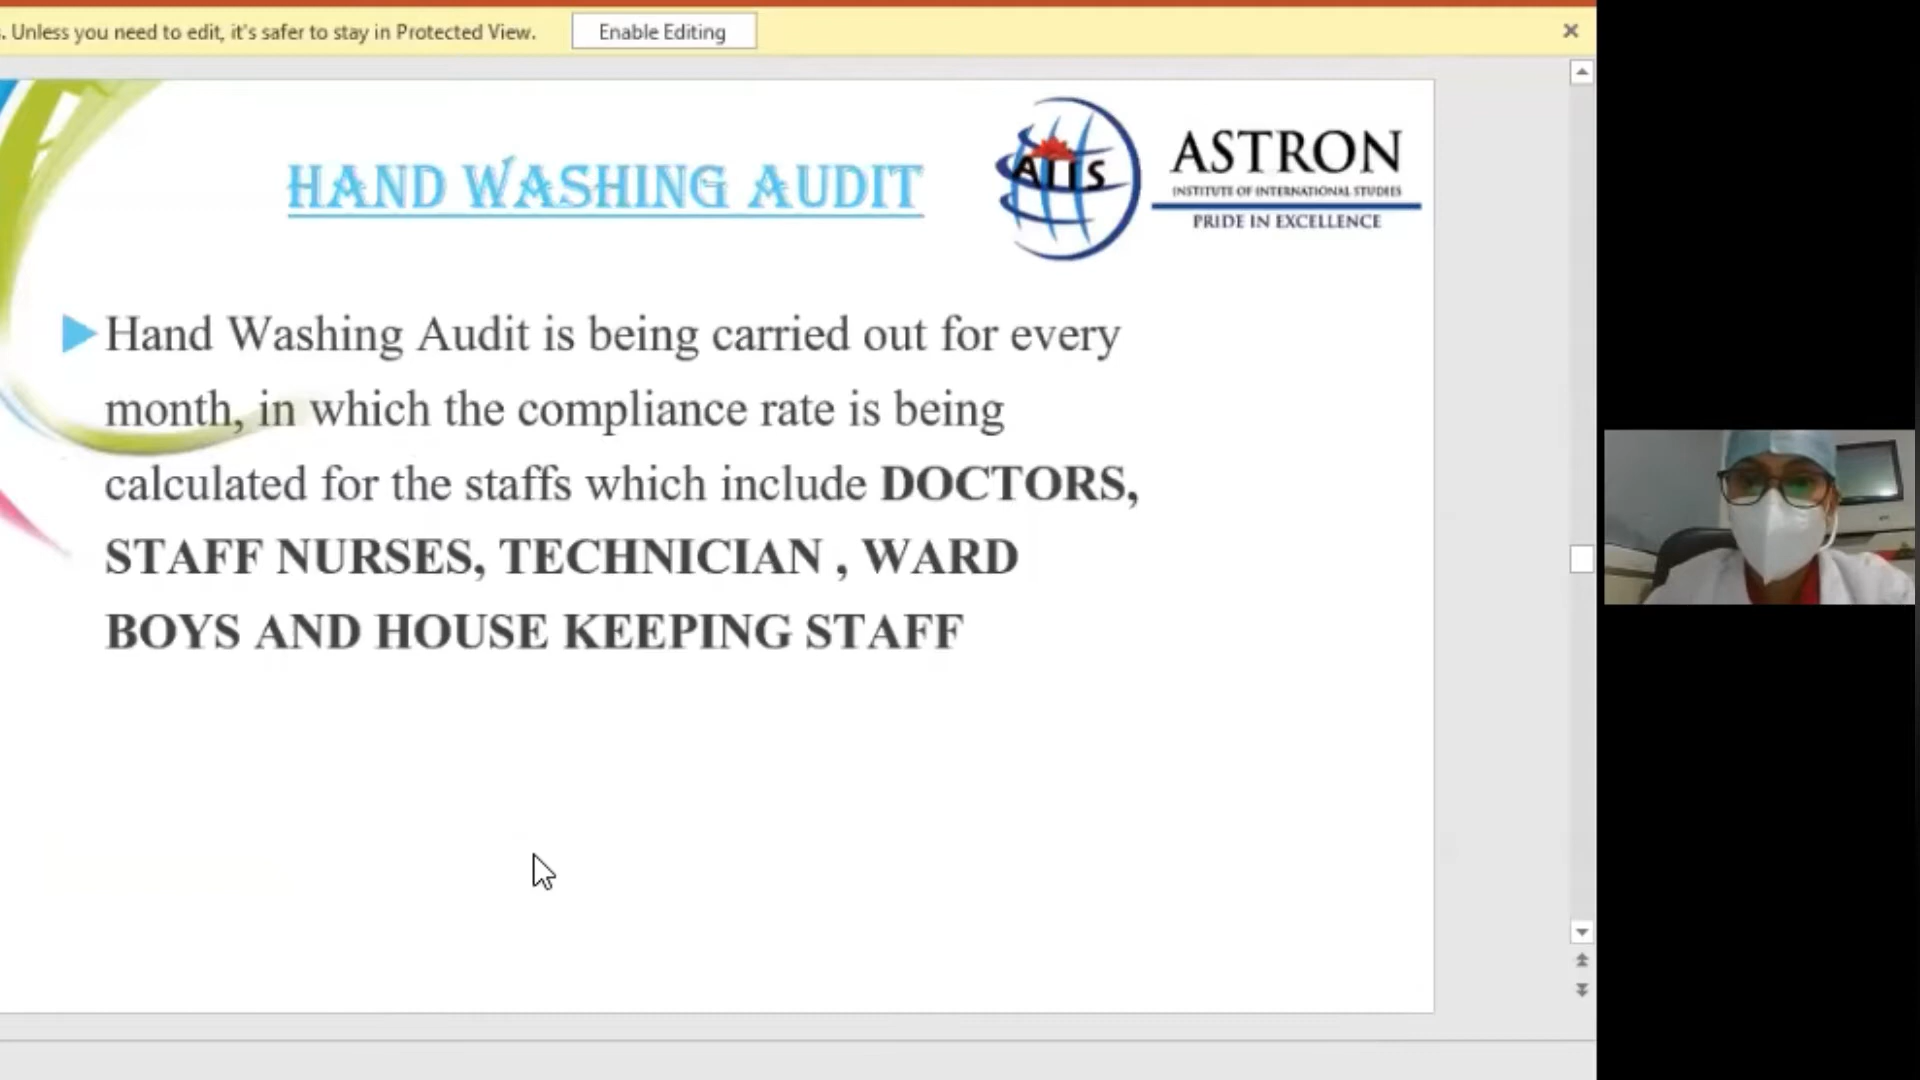 . Unless you need to edit, it's safer to stay in Protected View.
Enable Editing
HAND WASHING AUDIT
AIIS
ASTRON
INSTITUTE OF INTERNATIONAL STUDIES
PRIDE IN EXCELLENCE
Hand Washing Audit is being carried out for every
month, in which the compliance rate is being
calculated for the staffs which include DOCTORS,
STAFF NURSES, TECHNICIAN , WARD
BOYS AND HOUSE KEEPING STAFF